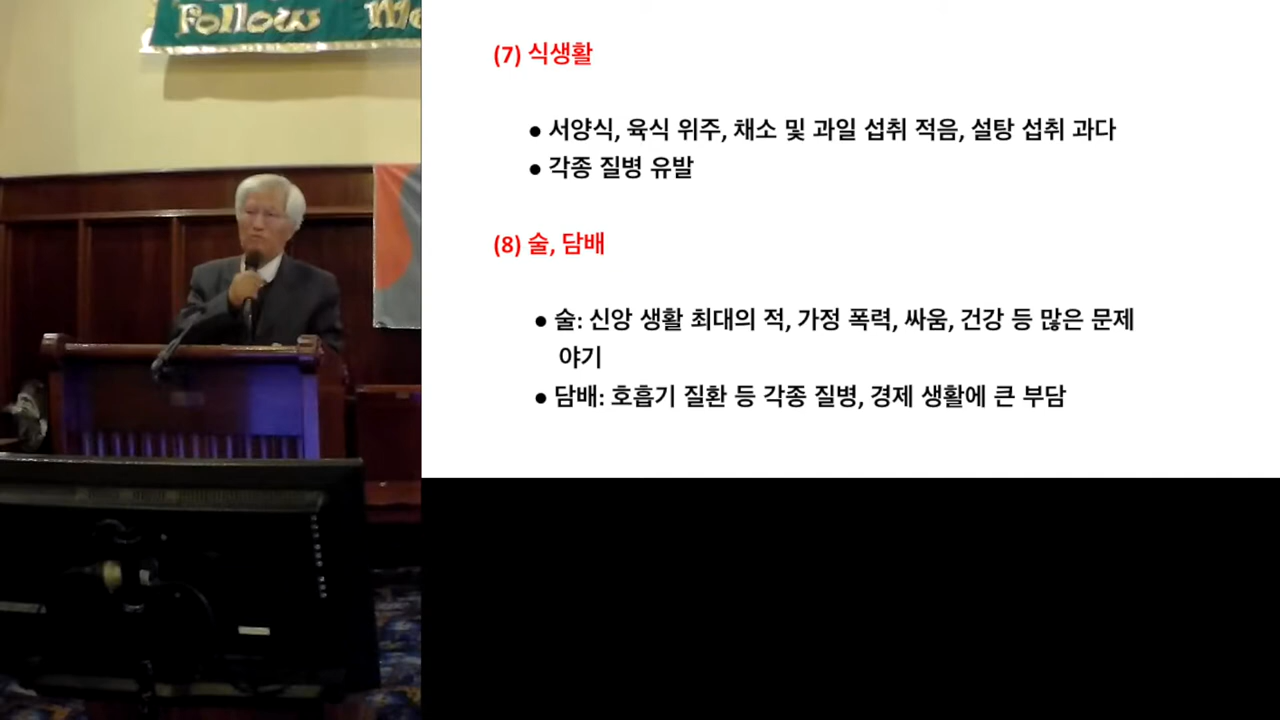 Follow Me
(7) 식생활
● 서양식, 육식 위주, 채소 및 과일 섭취 적음, 설탕 섭취 과다
● 각종 질병 유발
(8) 술, 담배
● 술: 신앙 생활 최대의 적, 가정 폭력, 싸움, 건강 등 많은 문제
야기
● 담배: 호흡기 질환 등 각종 질병, 경제 생활에 큰 부담